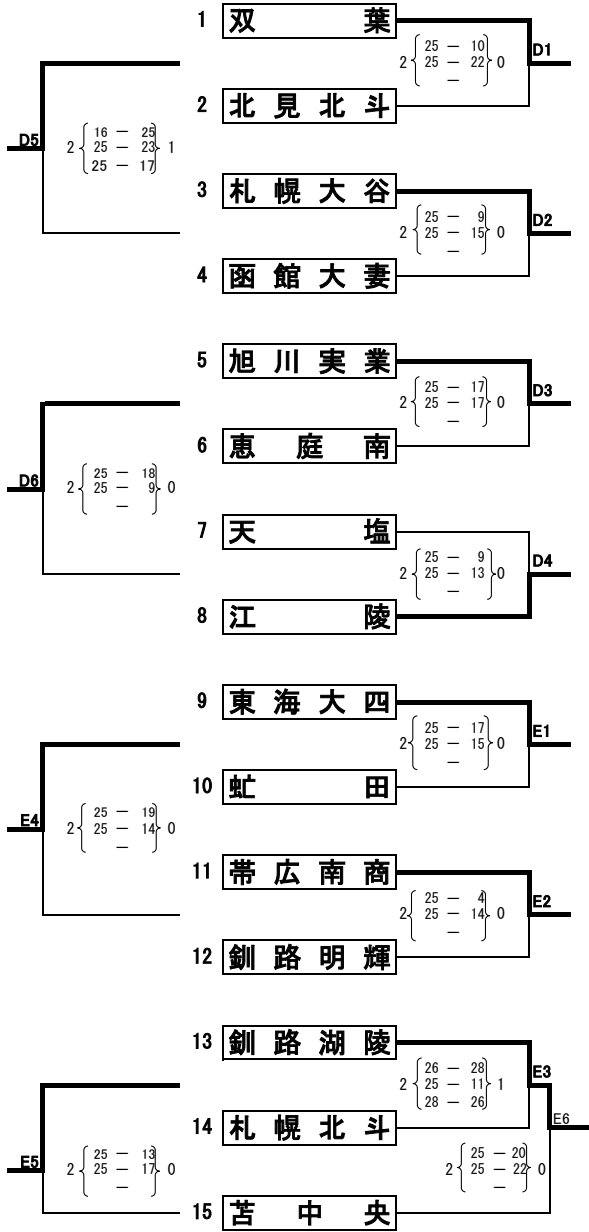 1 双葉
25 — 10
2 25 — 22 0
—
D1
2 北見北斗
D5
16 — 25
2 25 — 23 1
25 — 17
3 札幌大谷
25 — 9
2 25 — 15 0
—
D2
4 函館大妻
5 旭川実業
25 — 17
2 25 — 17 0
—
D3
6 恵庭南
D6
25 — 18
2 25 — 9 0
—
7 天塩
25 — 9
2 25 — 13 0
—
D4
8 江陵
9 東海大四
25 — 17
2 25 — 15 0
—
E1
10 虻田
E4
25 — 19
2 25 — 14 0
—
11 帯広南商
25 — 4
2 25 — 14 0
—
E2
12 釧路明輝
13 釧路湖陵
26 — 28
2 25 — 11 1
28 — 26
E3
14 札幌北斗
E6
E5
25 — 13
2 25 — 17 0
—
25 — 20
2 25 — 22 0
—
15 苫中央